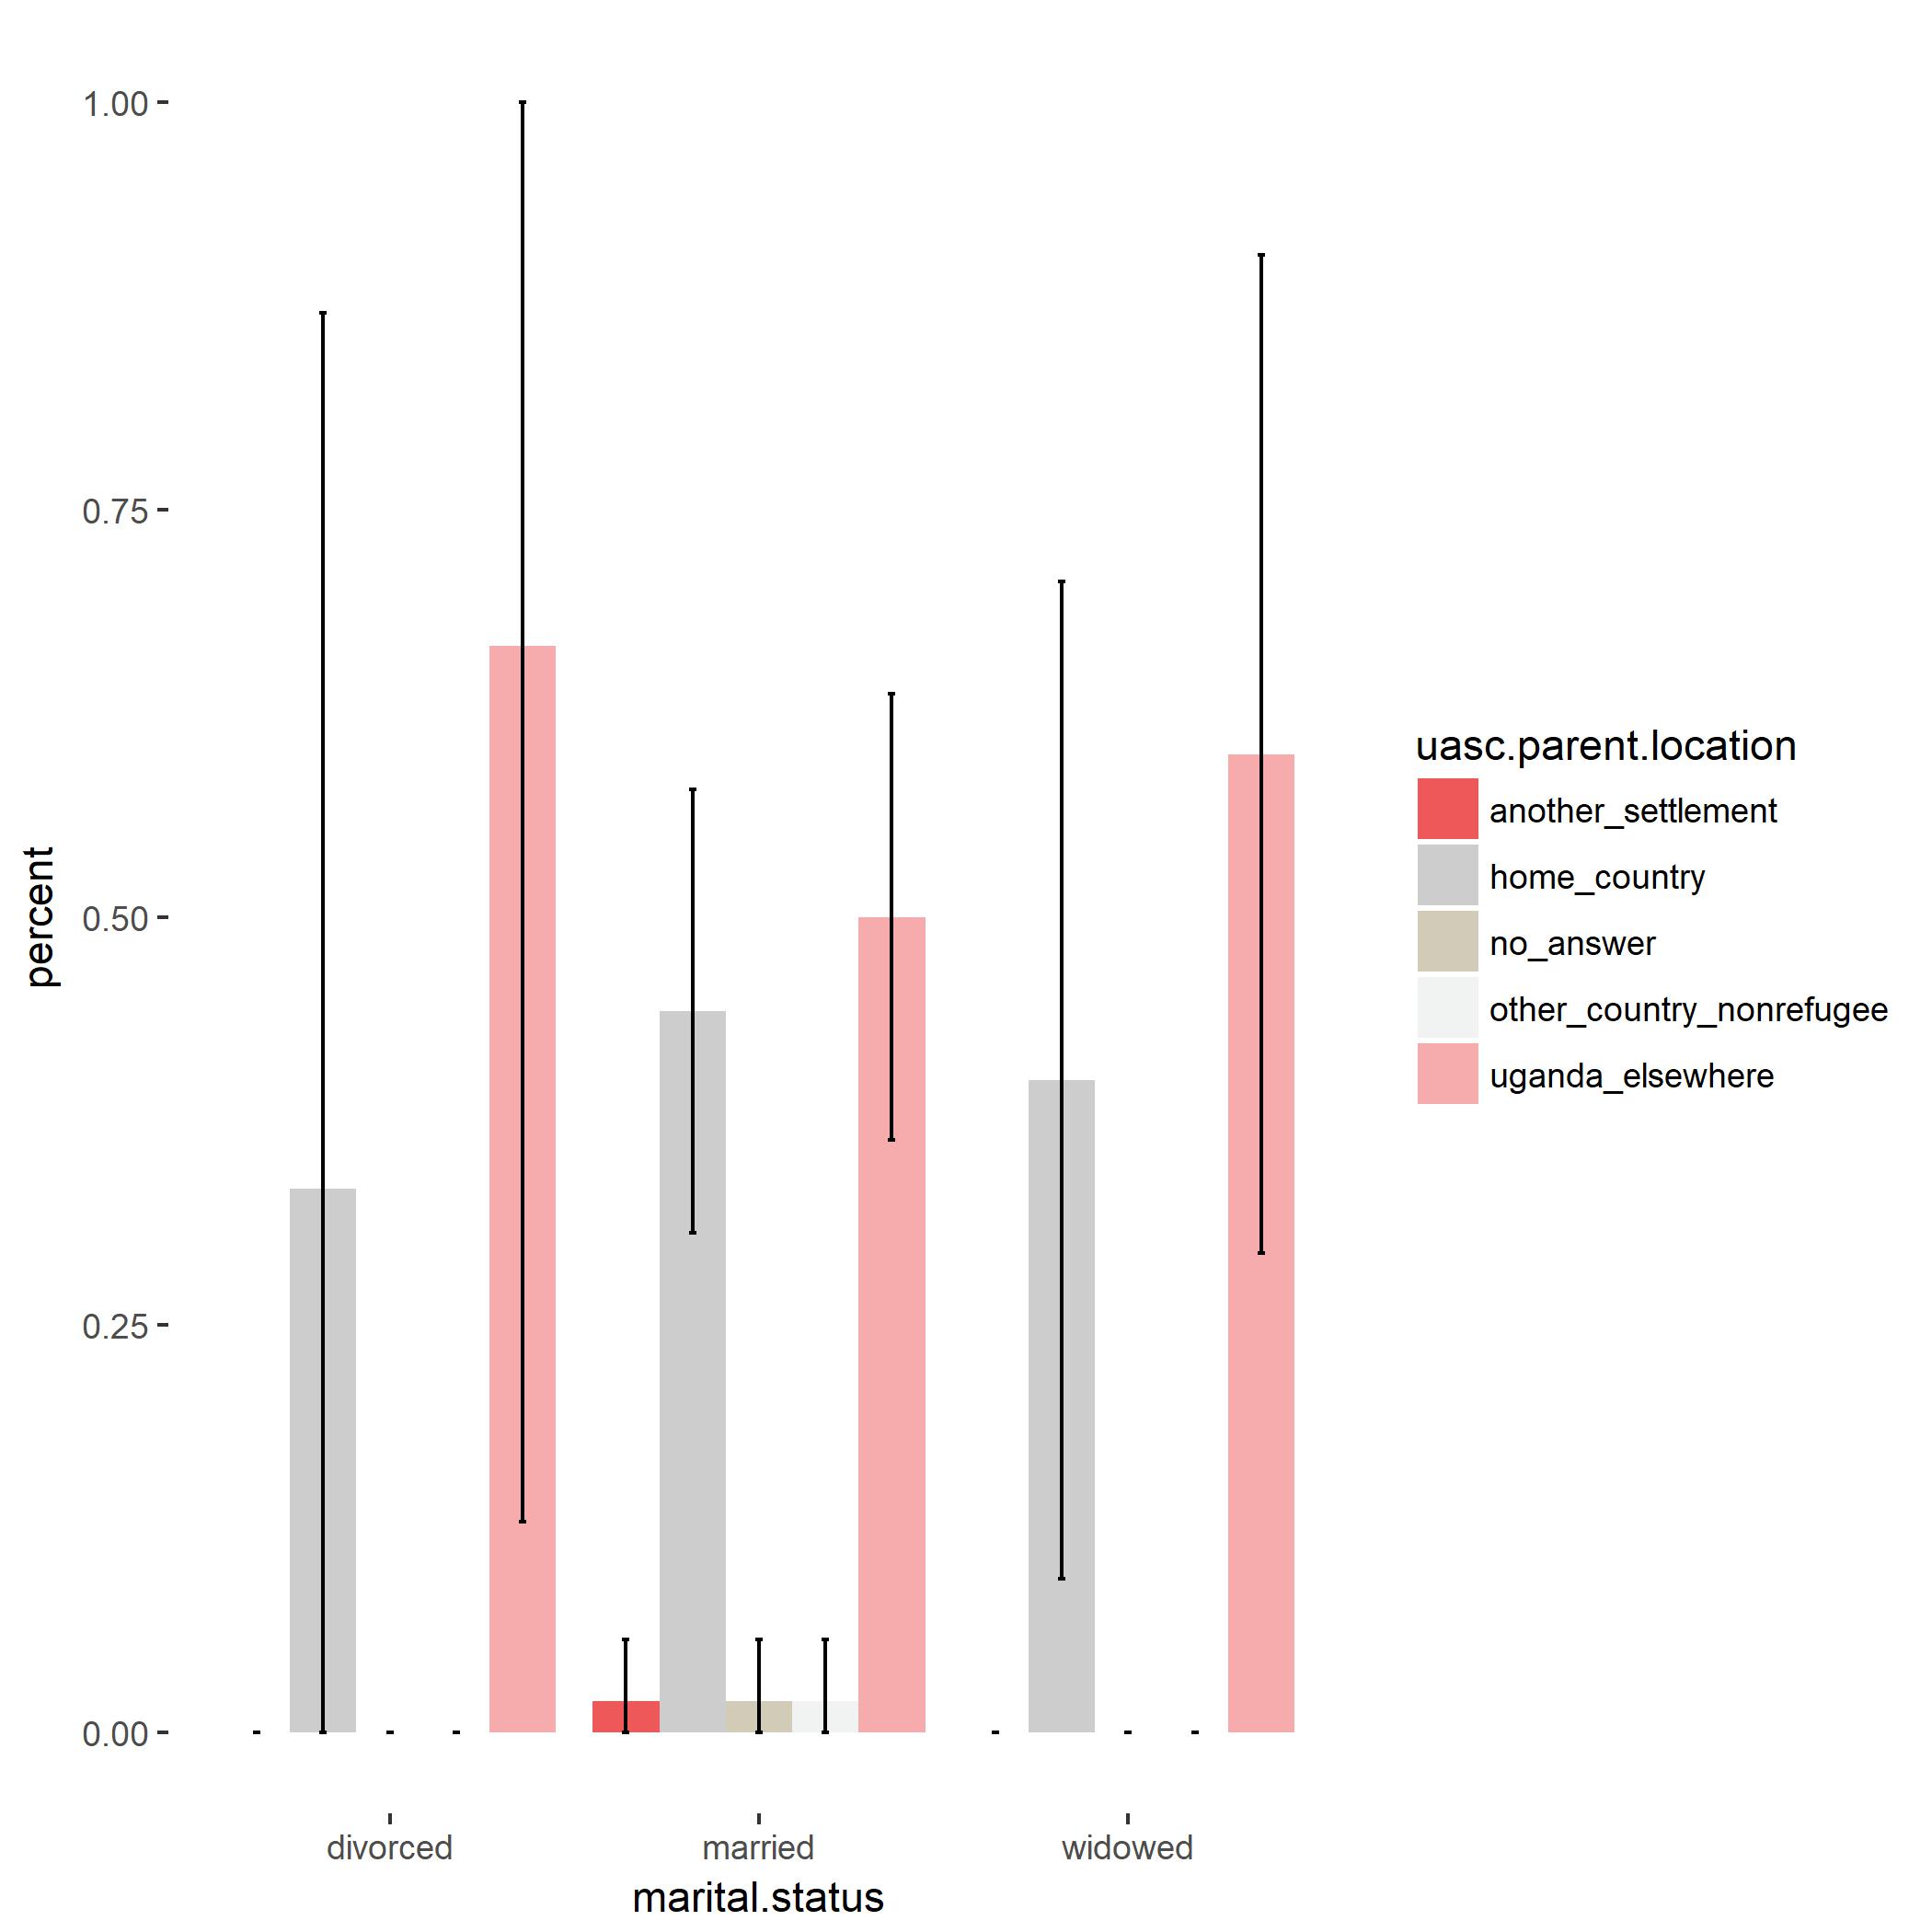 1.00
0.75
0.50
0.25
0.00
percent
divorced married widowed
marital.status
uasc.parent.location
another_settlement
home_country
no_answer
other_country_nonrefugee
uganda_elsewhere